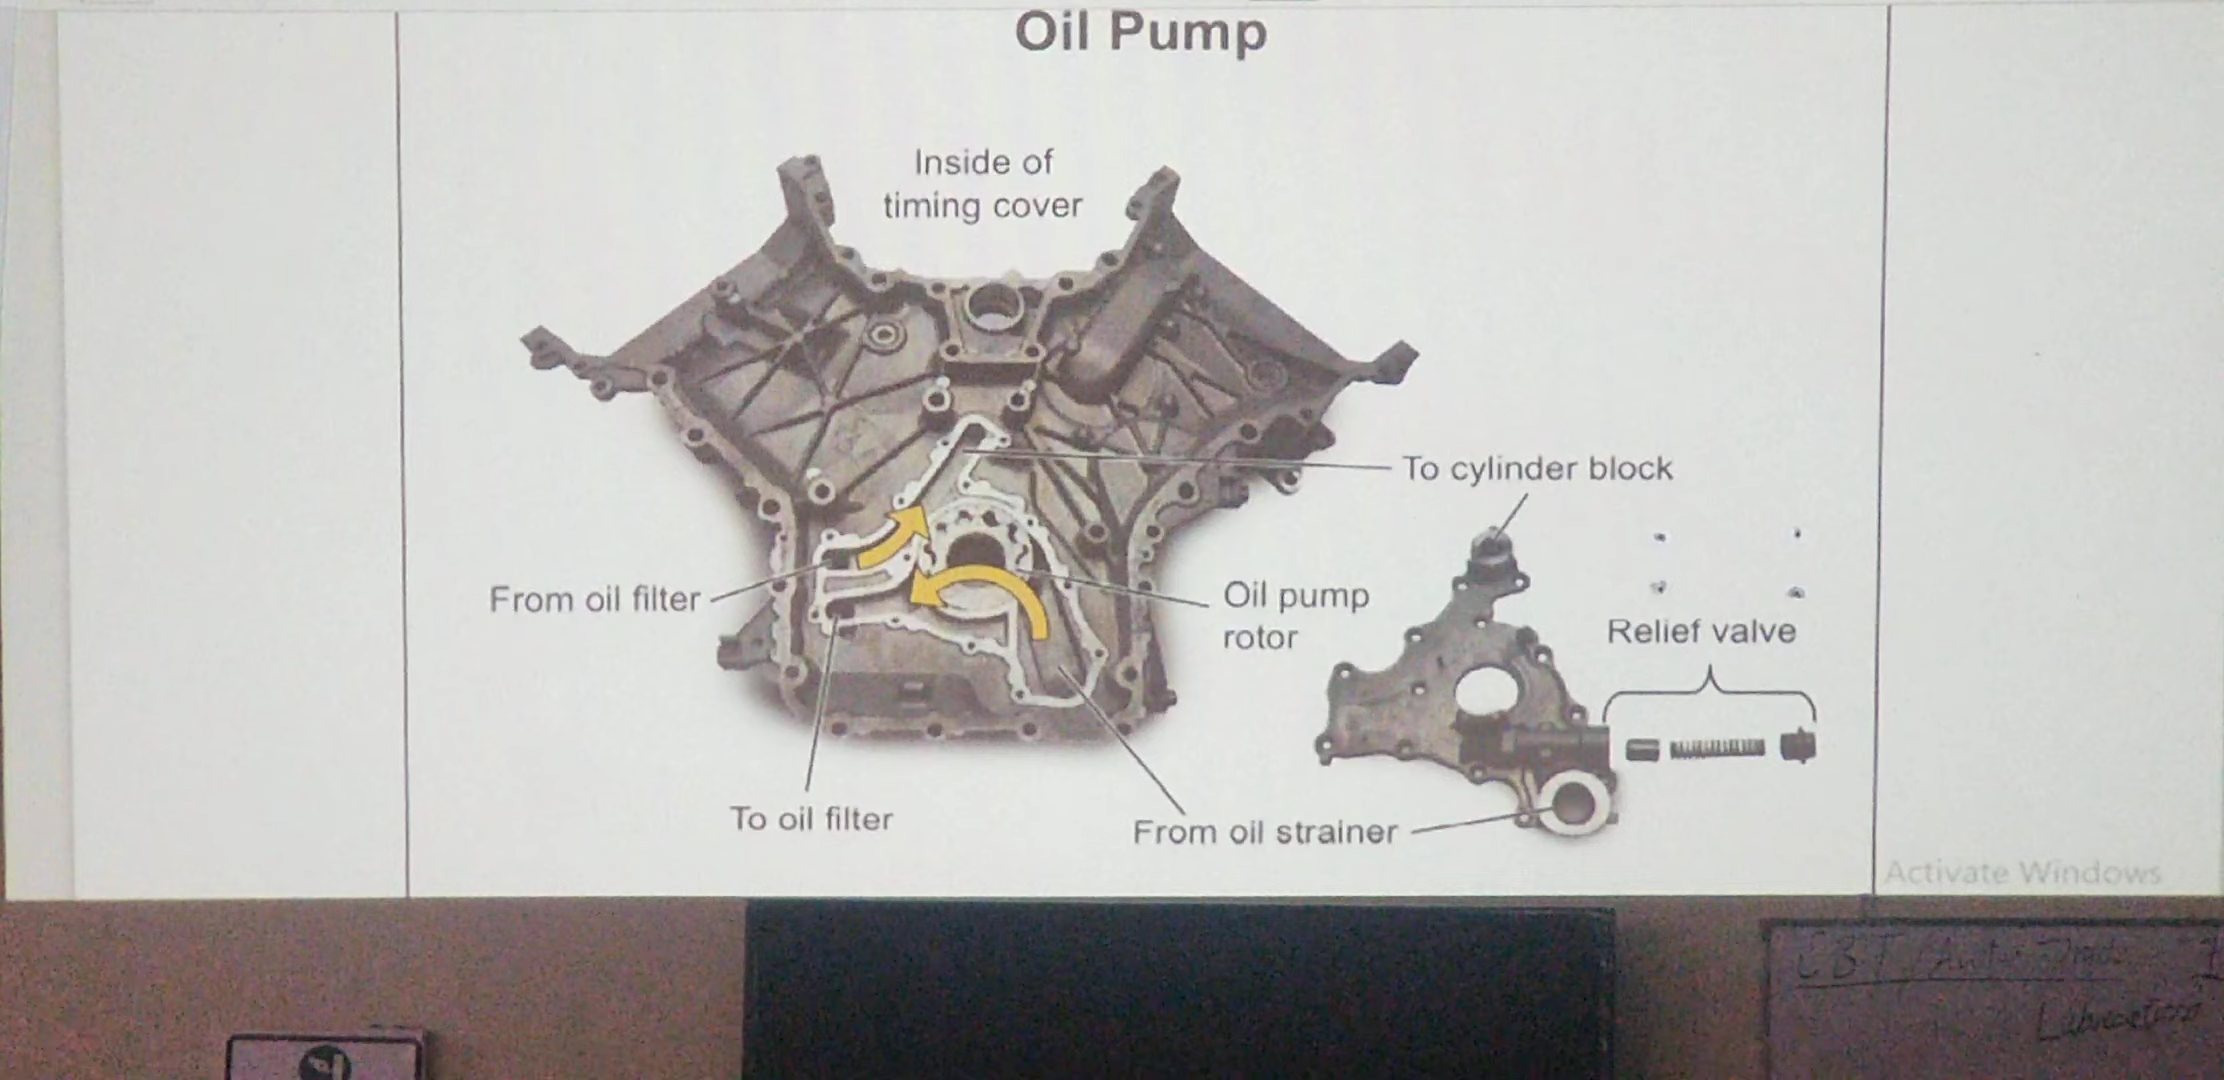 Oil Pump
Inside of
timing cover
To cylinder block
From oil filter
Oil pump
rotor
Relief valve
To oil filter
From oil strainer
Activate Windows
Lubrication